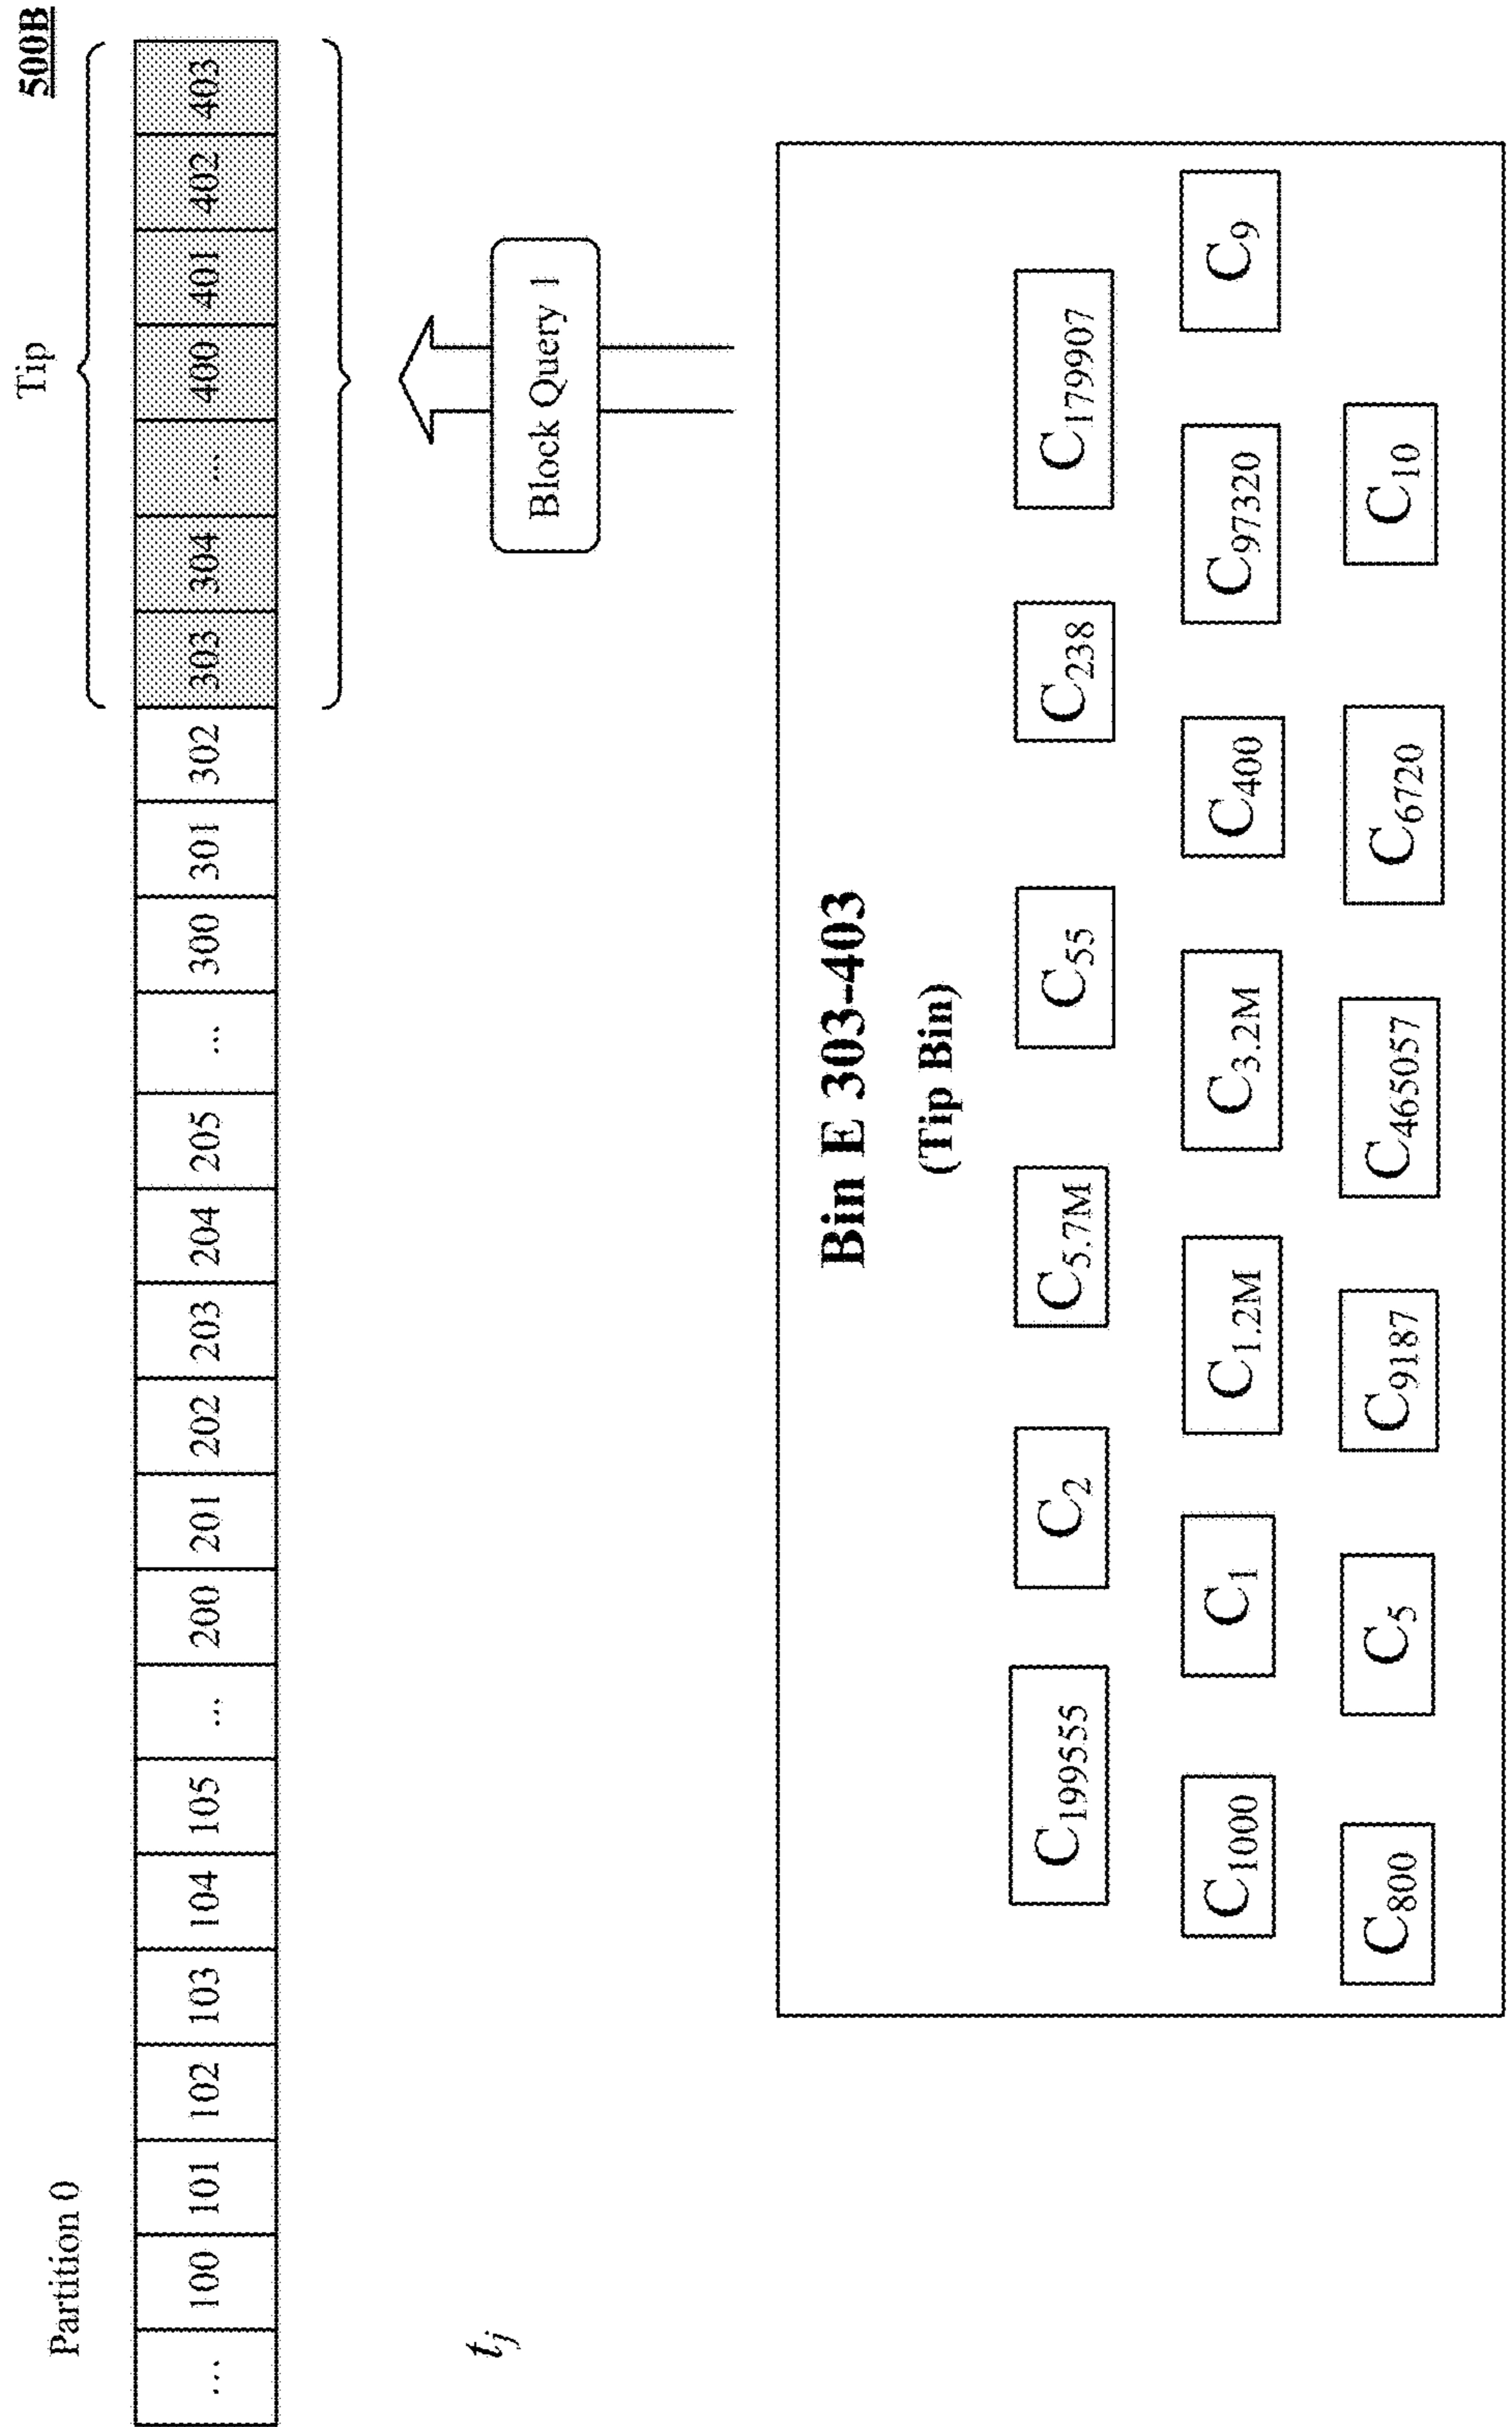 500B
Partition 0
Tip
... 100 101 102 103 104 105 ... 200 201 202 203 204 205 ... 300 301 302 303 304 ... 400 401 402 403
t_j
Block Query 1
Bin E 303-403
(Tip Bin)
C199555 C2 C5.7M C55 C238 C179907
C1000 C1 C1.2M C3.2M C400 C97320 C9
C800 C5 C9187 C465057 C6720 C10